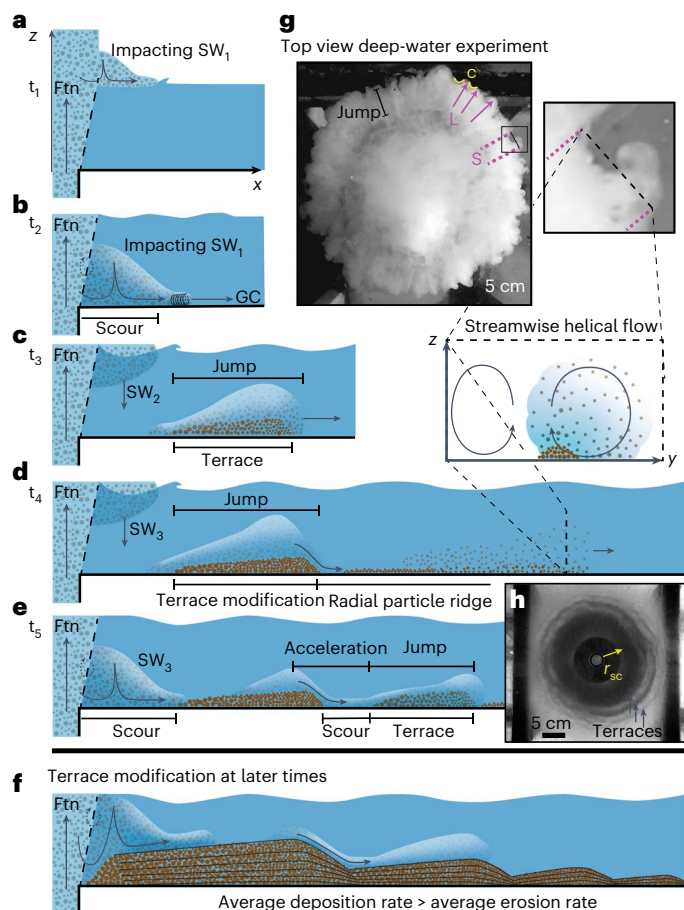 a
z
Impacting SW1
t1
Ftn
x
b
t2
Ftn
Impacting SW1
GC
Scour
c
t3
Ftn
SW2
Jump
Terrace
d
t4
Ftn
SW3
Jump
Terrace modification
Radial particle ridge
e
t5
Ftn
SW3
Acceleration
Jump
Scour
Scour
Terrace
Terrace modification at later times
f
Ftn
Average deposition rate > average erosion rate
g
Top view deep-water experiment
c
Jump
L
S
5 cm
Streamwise helical flow
z
y
h
rsc
5 cm
Terraces